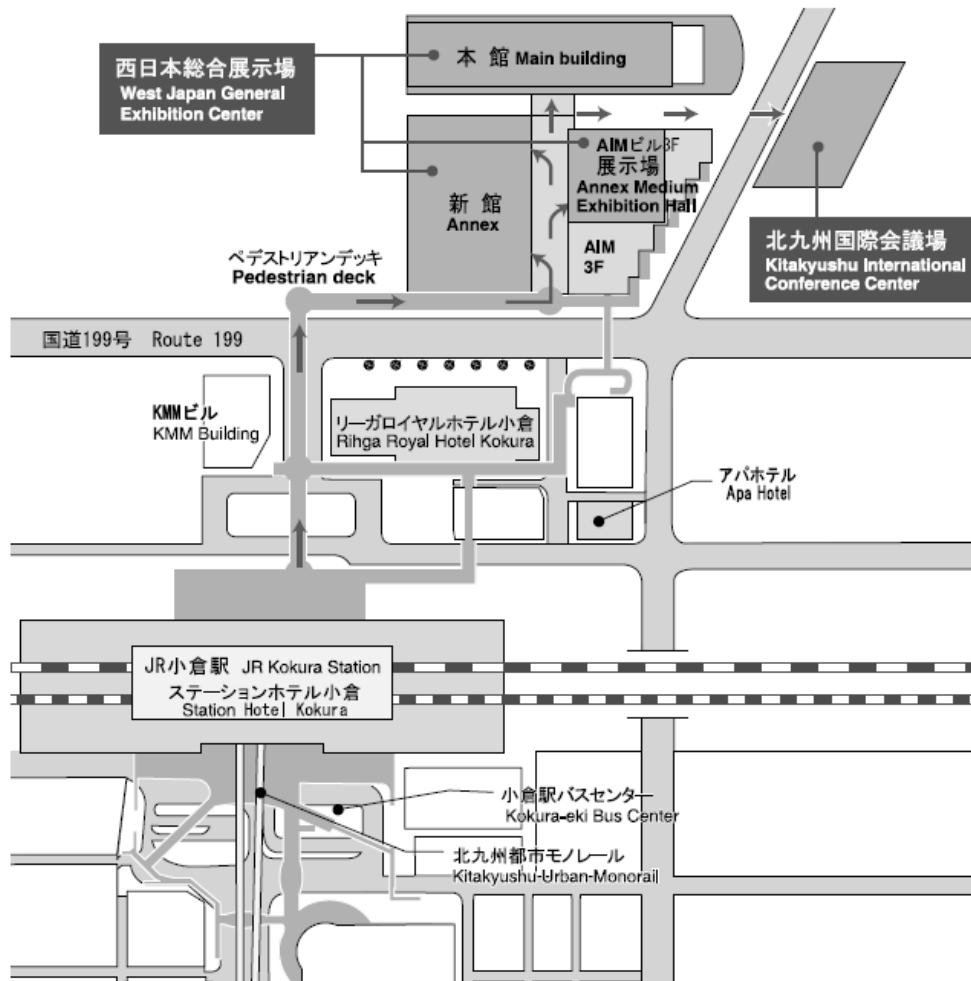 本 館 Main building
西日本総合展示場
West Japan General
Exhibition Center
AIMビル3F
展示場
Annex Medium
Exhibition Hall
新 館
Annex
AIM
3F
北九州国際会議場
Kitakyushu International
Conference Center
ペデストリアンデッキ
Pedestrian deck
国道199号 Route 199
KMMビル
KMM Building
リーガロイヤルホテル小倉
Rihga Royal Hotel Kokura
アパホテル
Apa Hotel
JR小倉駅 JR Kokura Station
ステーションホテル小倉
Station Hotel Kokura
小倉駅バスセンター
Kokura-eki Bus Center
北九州都市モノレール
Kitakyushu-Urban-Monorail